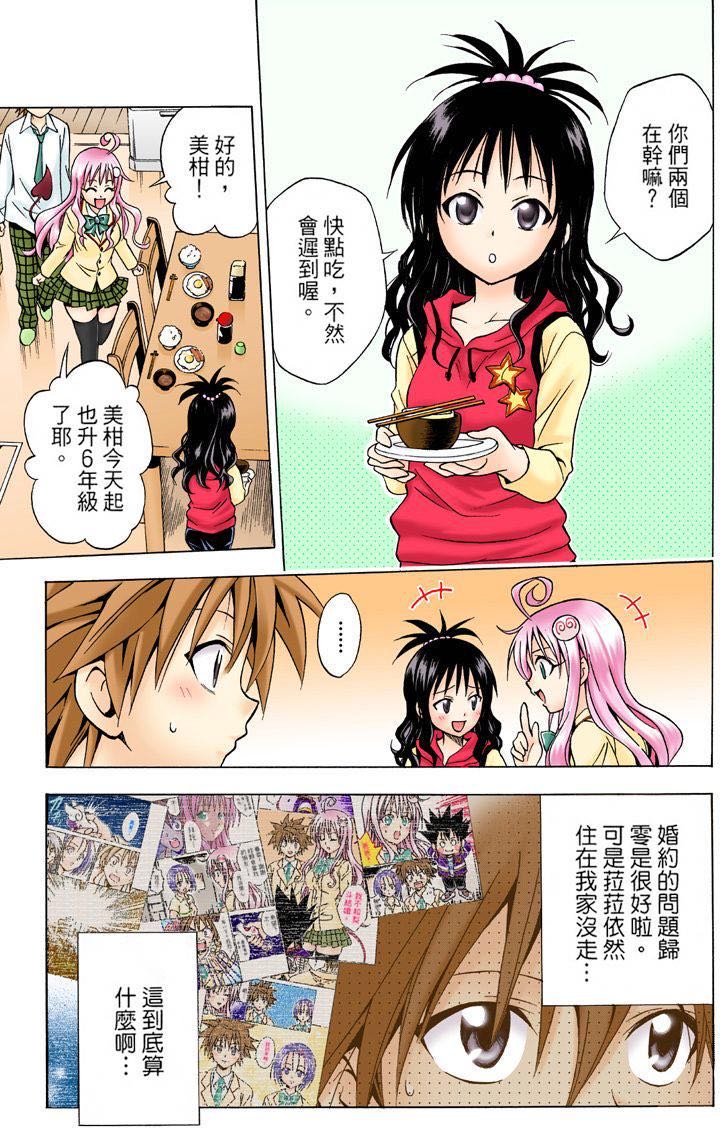 你們兩個
在幹嘛？
快點吃，不然
會遲到喔。
好的，
美柑！
美柑今天起
也升6年級
了耶。
……
婚約的問題歸
零是很好啦。
可是菈菈依然
住在我家沒走…
這到底算
什麼啊…